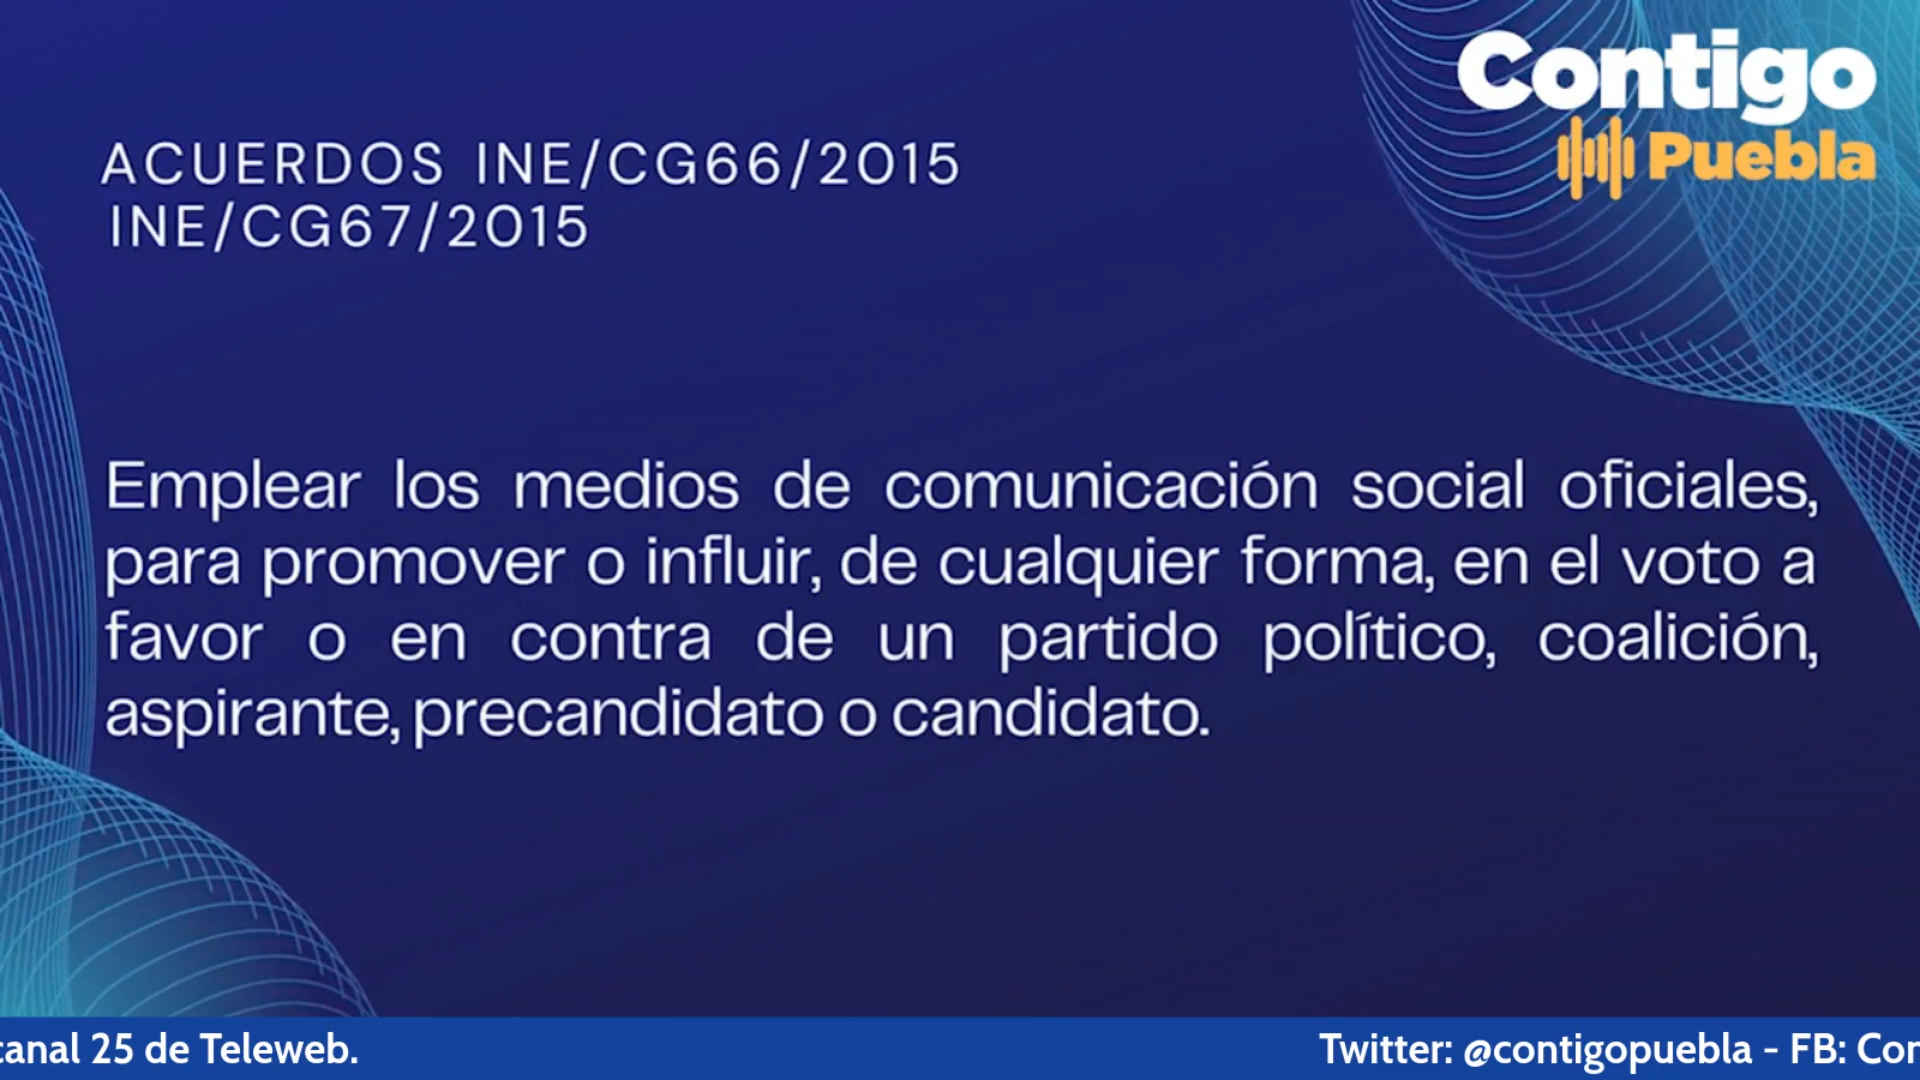 Contigo
Puebla
ACUERDOS INE/CG66/2015
INE/CG67/2015
Emplear los medios de comunicación social oficiales,
para promover o influir, de cualquier forma, en el voto a
favor o en contra de un partido político, coalición,
aspirante, precandidato o candidato.
canal 25 de Teleweb.
Twitter: @contigopuebla - FB: